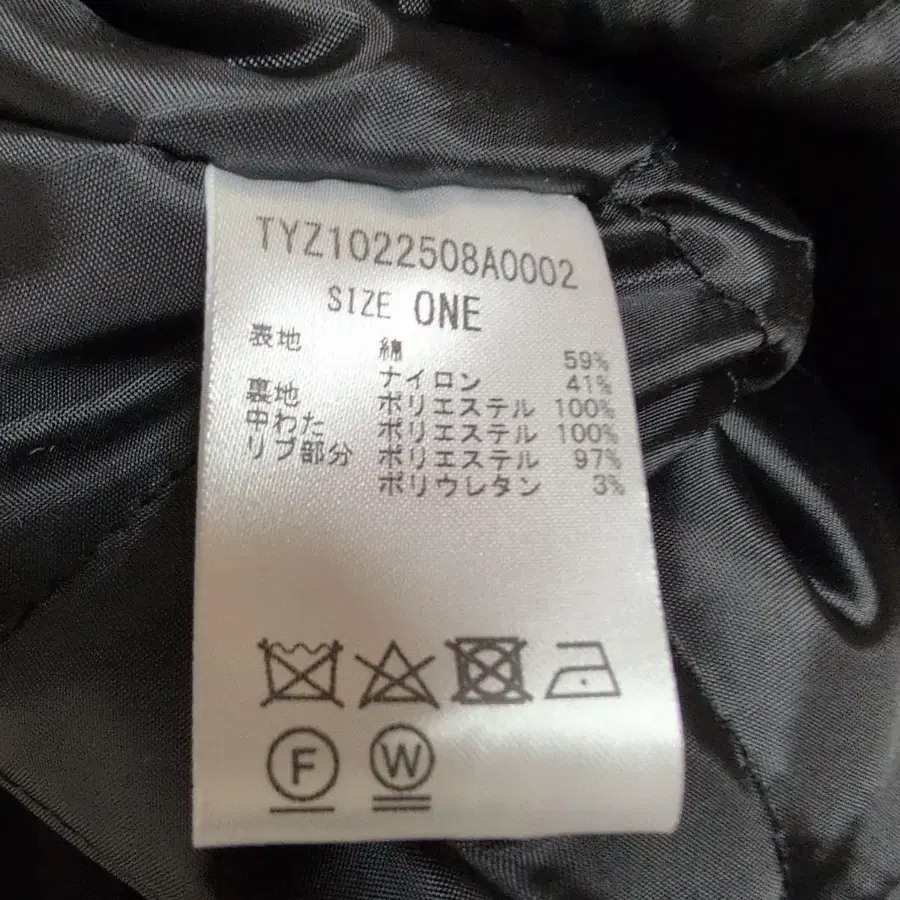 TYZ1022508A0002
SIZE ONE
表地 綿 59%
ナイロン 41%
裏地 ポリエステル 100%
中わた ポリエステル 100%
リブ部分 ポリエステル 97%
ポリウレタン 3%
F W